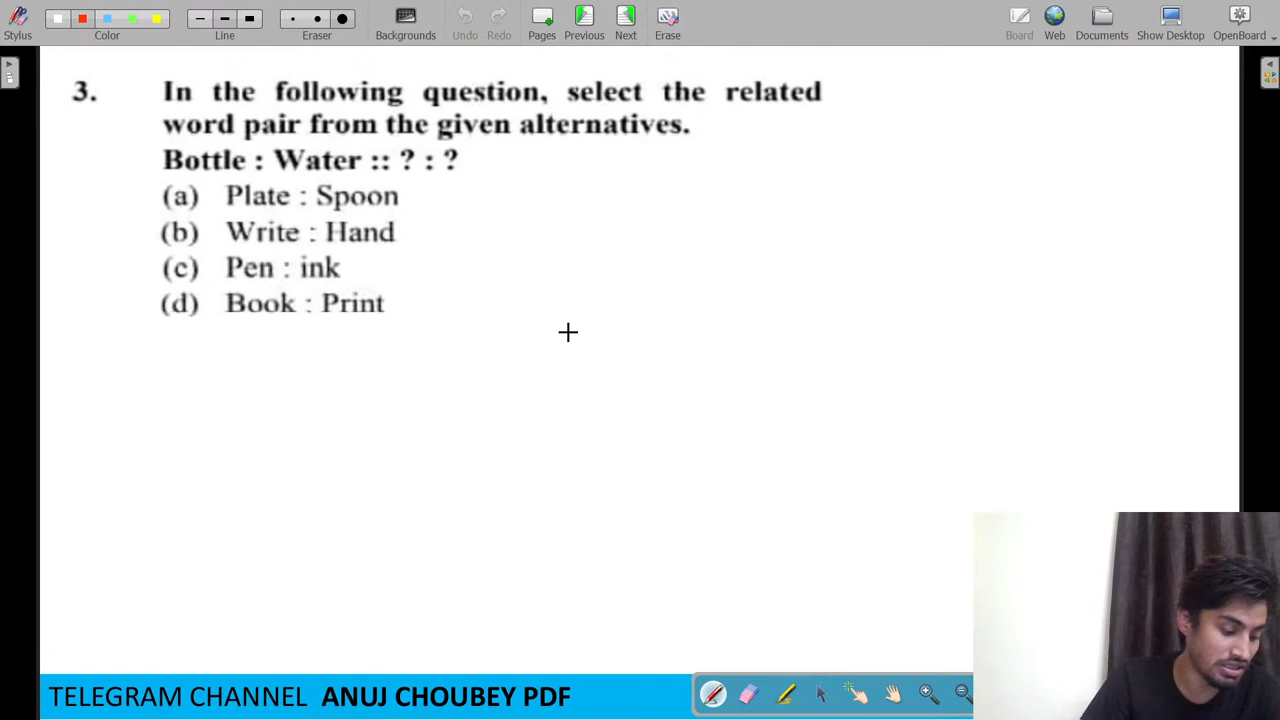 Stylus
Color
Line
Eraser
Backgrounds
Undo
Redo
Pages
Previous
Next
Erase
Board
Web
Documents
Show Desktop
OpenBoard
3. In the following question, select the related
word pair from the given alternatives.
Bottle : Water :: ? : ?
(a) Plate : Spoon
(b) Write : Hand
(c) Pen : ink
(d) Book : Print
TELEGRAM CHANNEL ANUJ CHOUBEY PDF